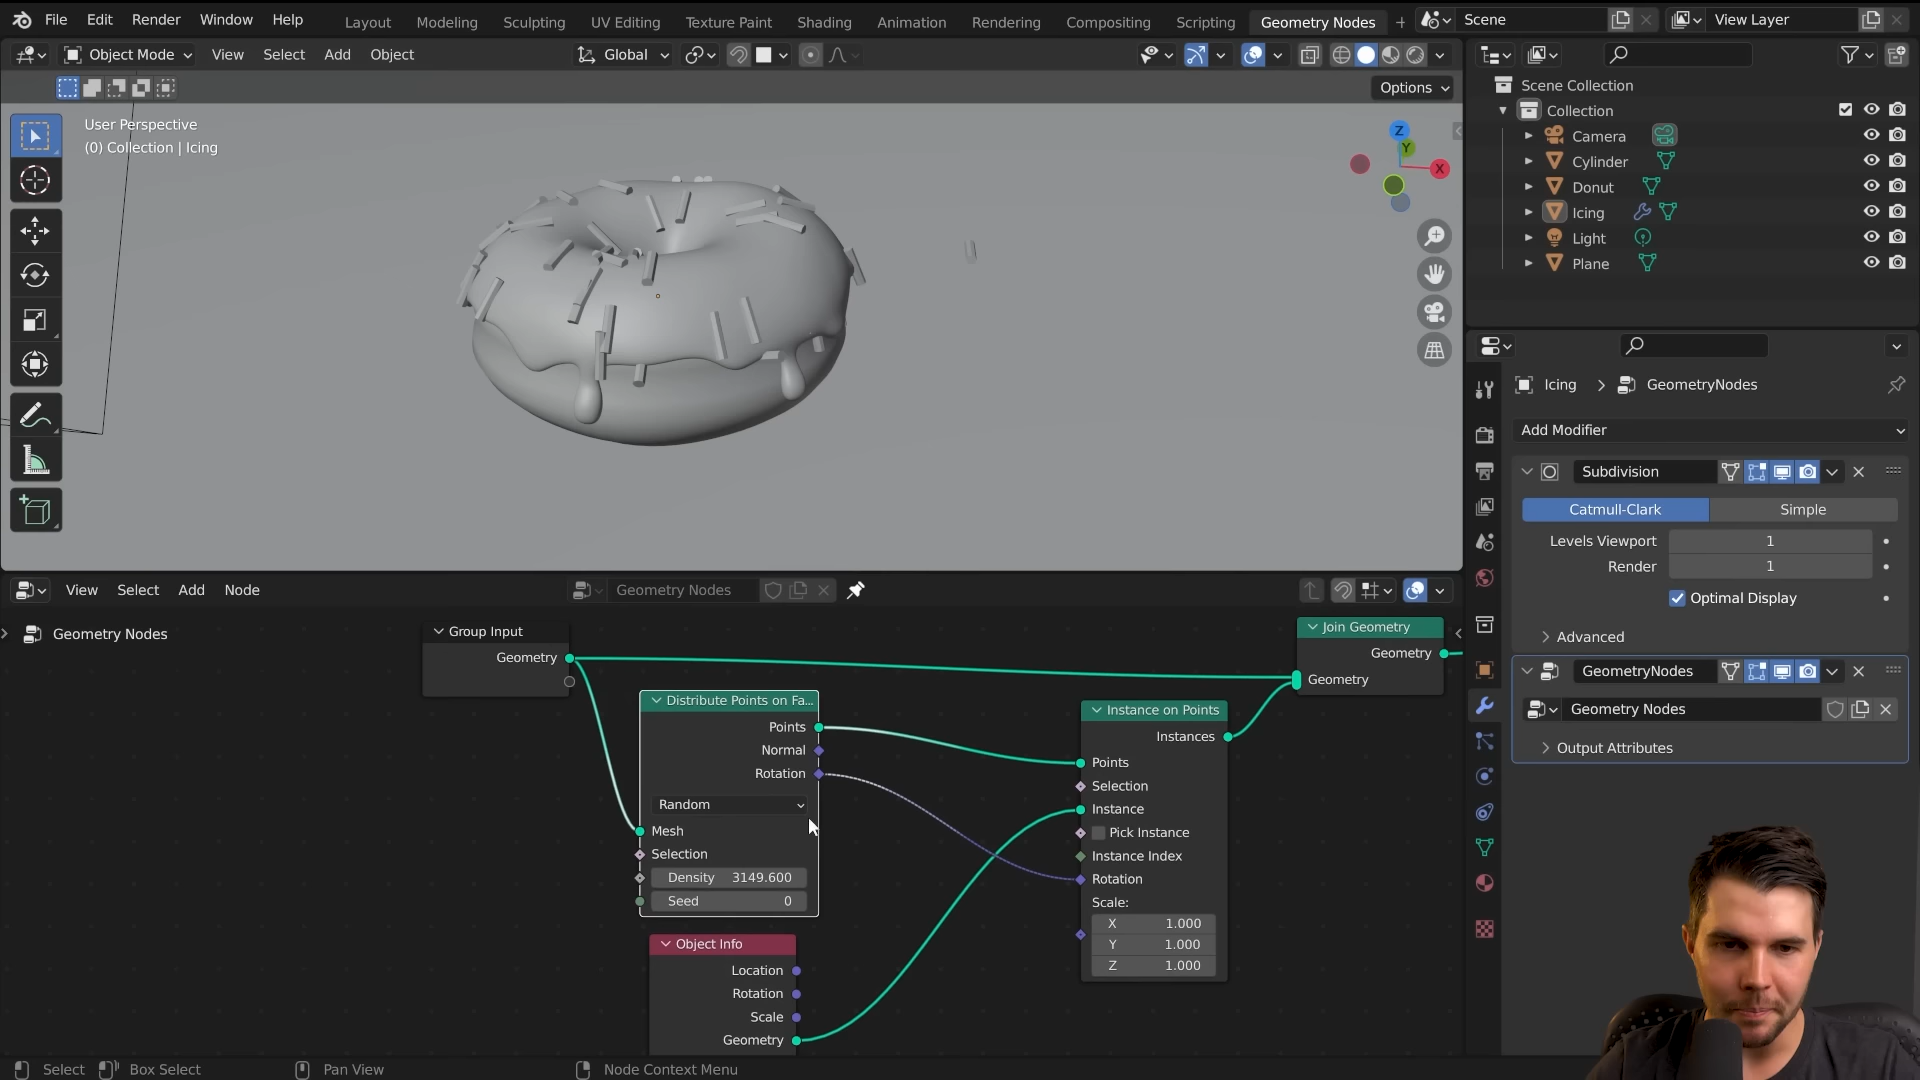 File Edit Render Window Help Layout Modeling Sculpting UV Editing Texture Paint Shading Animation Rendering Compositing Scripting Geometry Nodes + Scene View Layer
Object Mode View Select Add Object Global
Options
User Perspective
(0) Collection | Icing
Z
Y
X
Scene Collection
Collection
Camera
Cylinder
Donut
Icing
Light
Plane
Icing > GeometryNodes
Add Modifier
Subdivision
Catmull-Clark Simple
Levels Viewport 1
Render 1
Optimal Display
Advanced
GeometryNodes
Geometry Nodes
Output Attributes
View Select Add Node Geometry Nodes
Geometry Nodes
Group Input
Geometry
Distribute Points on Fa...
Points
Normal
Rotation
Random
Mesh
Selection
Density 3149.600
Seed 0
Object Info
Location
Rotation
Scale
Geometry
Instance on Points
Instances
Points
Selection
Instance
Pick Instance
Instance Index
Rotation
Scale:
X 1.000
Y 1.000
Z 1.000
Join Geometry
Geometry
Geometry
Select Box Select Pan View Node Context Menu